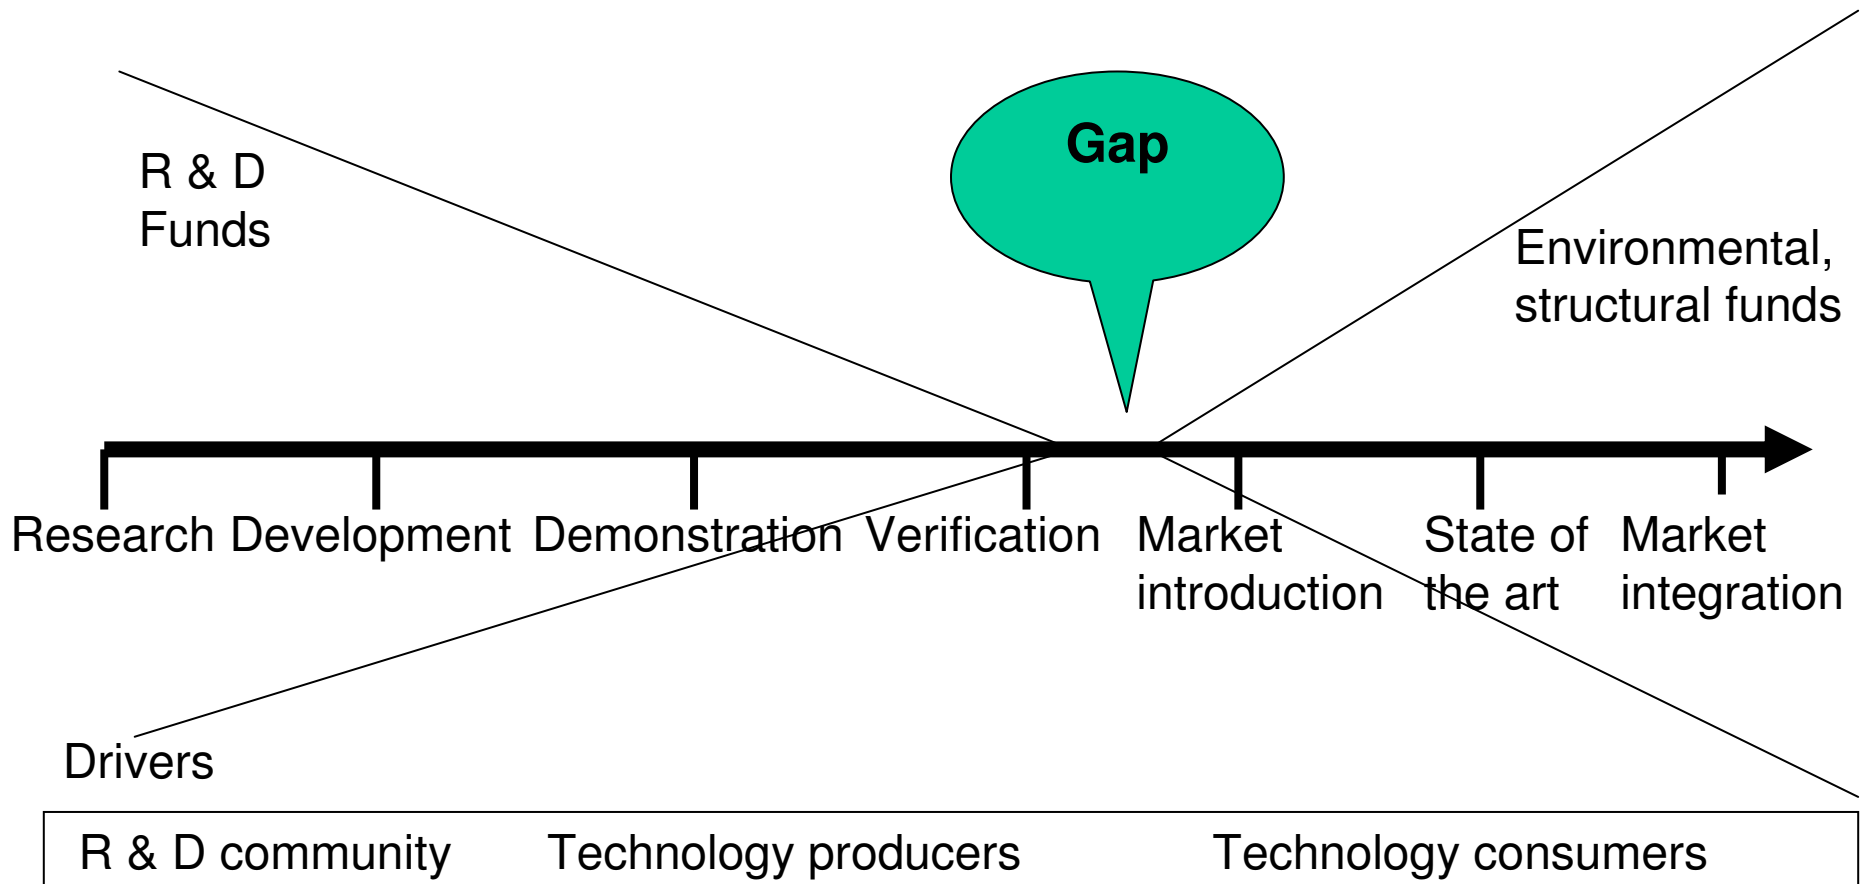 Gap
R & D
Funds
Environmental,
structural funds
Research Development Demonstration Verification Market State of Market
introduction the art integration
Drivers
R & D community Technology producers Technology consumers